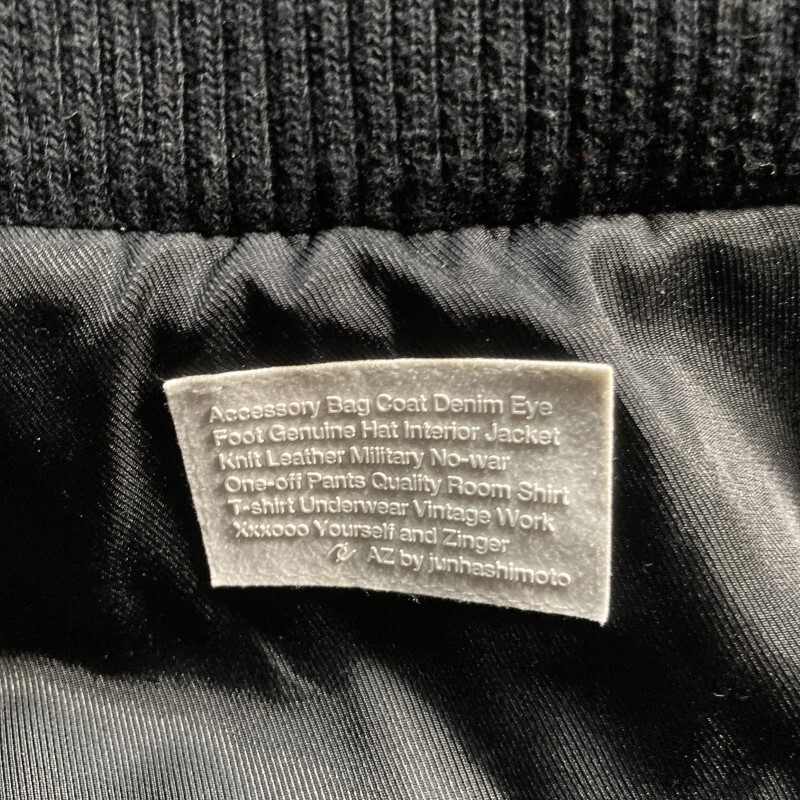 Accessory Bag Coat Denim Eye
Foot Genuine Hat Interior Jacket
Knit Leather Military No-war
One-off Pants Quality Room Shirt
T-shirt Underwear Vintage Work
Xxxooo Yourself and Zinger
AZ by junhashimoto